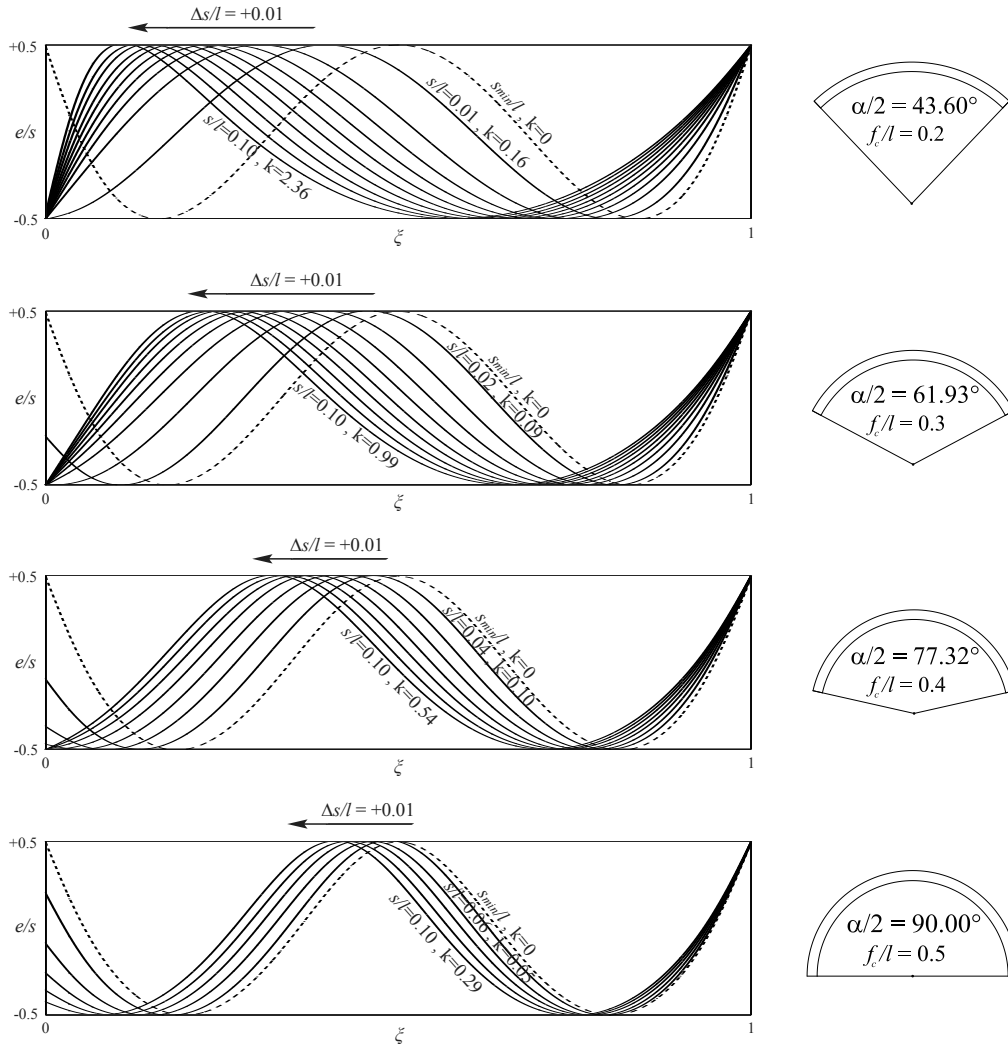 Δs/l = +0.01
+0.5
e/s
-0.5
s_min/l , k=0
s/l=0.01 , k=0.16
s/l=0.10 , k=2.36
0
ξ
1
α/2 = 43.60°
f_c/l = 0.2
Δs/l = +0.01
+0.5
e/s
-0.5
s_min/l , k=0
s/l=0.02 , k=0.09
s/l=0.10 , k=0.99
0
ξ
1
α/2 = 61.93°
f_c/l = 0.3
Δs/l = +0.01
+0.5
e/s
-0.5
s_min/l , k=0
s/l=0.04 , k=0.10
s/l=0.10 , k=0.54
0
ξ
1
α/2 = 77.32°
f_c/l = 0.4
Δs/l = +0.01
+0.5
e/s
-0.5
s_min/l , k=0
s/l=0.06 , k=0.05
s/l=0.10 , k=0.29
0
ξ
1
α/2 = 90.00°
f_c/l = 0.5